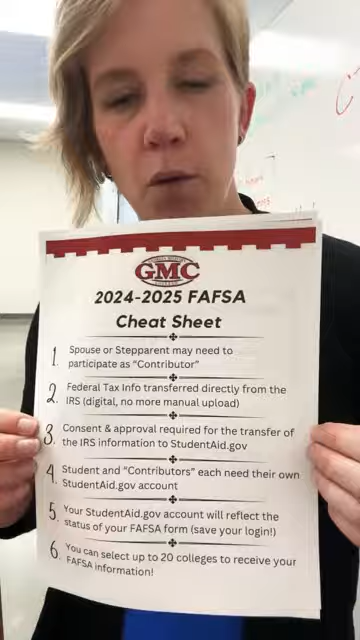 GMC
2024-2025 FAFSA
Cheat Sheet
1. Spouse or Stepparent may need to
participate as "Contributor"
2. Federal Tax Info transferred directly from the
IRS (digital, no more manual upload)
3. Consent & approval required for the transfer of
the IRS information to StudentAid.gov
4. Student and "Contributors" each need their own
StudentAid.gov account
5. Your StudentAid.gov account will reflect the
status of your FAFSA form (save your login!)
6. You can select up to 20 colleges to receive your
FAFSA information!